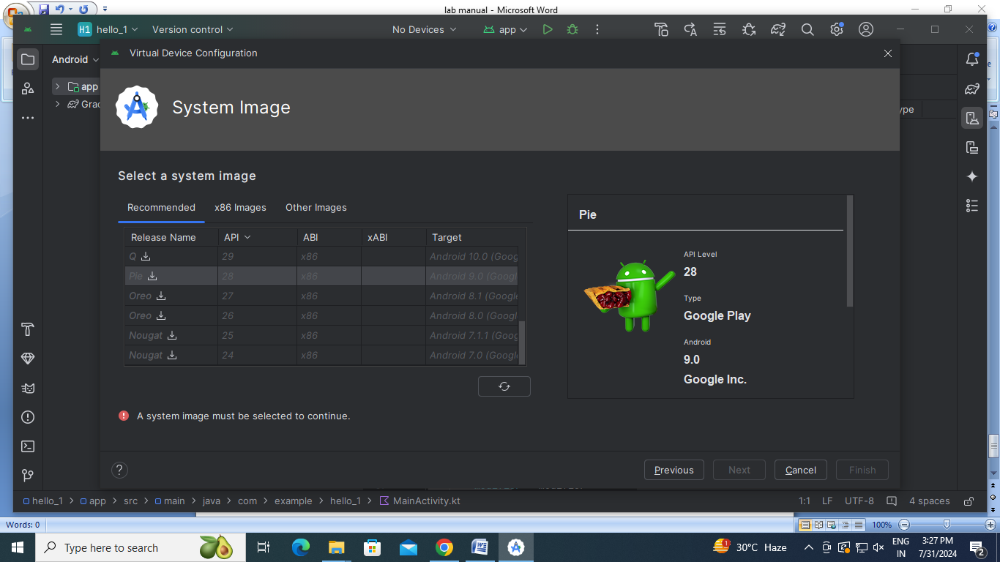 lab manual - Microsoft Word
H1 hello_1 Version control No Devices app
Virtual Device Configuration
Android
app
Grad
ype
System Image
Select a system image
Recommended x86 Images Other Images
Release Name API ABI xABI Target
Q 29 x86 Android 10.0 (Goog
Pie 28 x86 Android 9.0 (Googl
Oreo 27 x86 Android 8.1 (Google
Oreo 26 x86 Android 8.0 (Googl
Nougat 25 x86 Android 7.1.1 (Goog
Nougat 24 x86 Android 7.0 (Googl
Pie
API Level
28
Type
Google Play
Android
9.0
Google Inc.
A system image must be selected to continue.
? Previous Next Cancel Finish
hello_1 > app > src > main > java > com > example > hello_1 > MainActivity.kt 1:1 LF UTF-8 4 spaces
Words: 0 100%
Type here to search 30°C Haze ENG IN 3:27 PM 7/31/2024 2